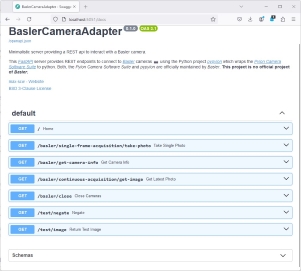 BaslerCameraAdapter - Swagger
localhost
BaslerCameraAdapter 0.1.0 OAS 3.1
/openapi.json
Minimalistic server providing a REST api to interact with a Basler camera.
This FastAPI server provides REST endpoints to connect to Basler cameras using the Python project pypylon which wraps the Pylon Camera
Software Suite to python. Both, the Pylon Camera Software Suite and pypylon are officially maintained by Basler. This project is no official
project of Basler.
Website
BSD 3-Clause License
default
GET / Home
GET /basler/single-frame-acquisition/take-photo Take Single Photo
GET /basler/get-camera-info Get Camera Info
GET /basler/continuous-acquisition/get-image Get Latest Photo
GET /basler/close Close Cameras
GET /test/negate Negate
GET /test/image Return Test Image
Schemas